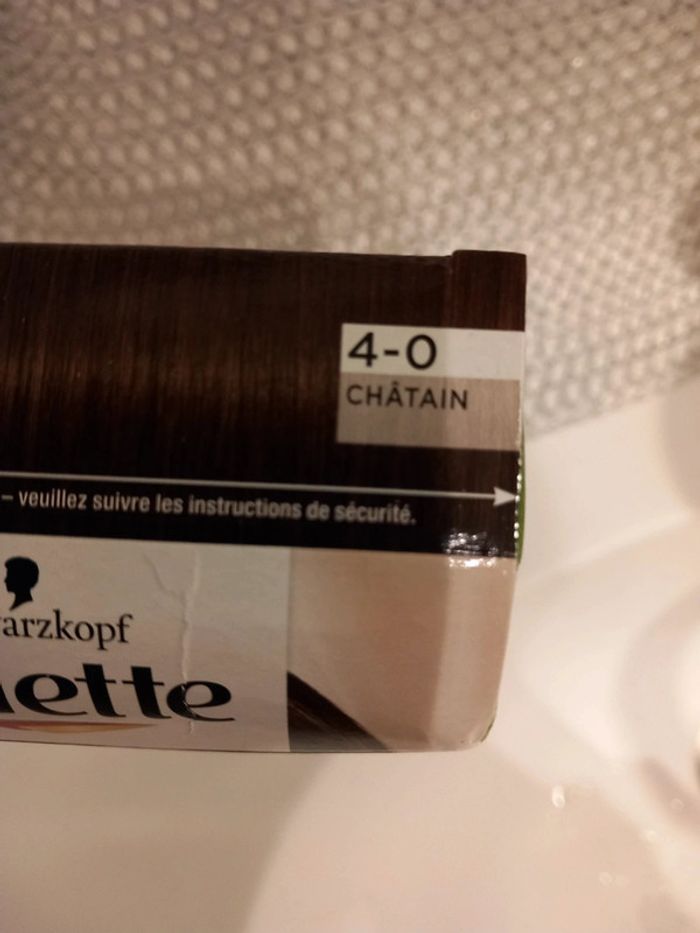 4-0
CHÂTAIN
– veuillez suivre les instructions de sécurité.
arzkopf
ette